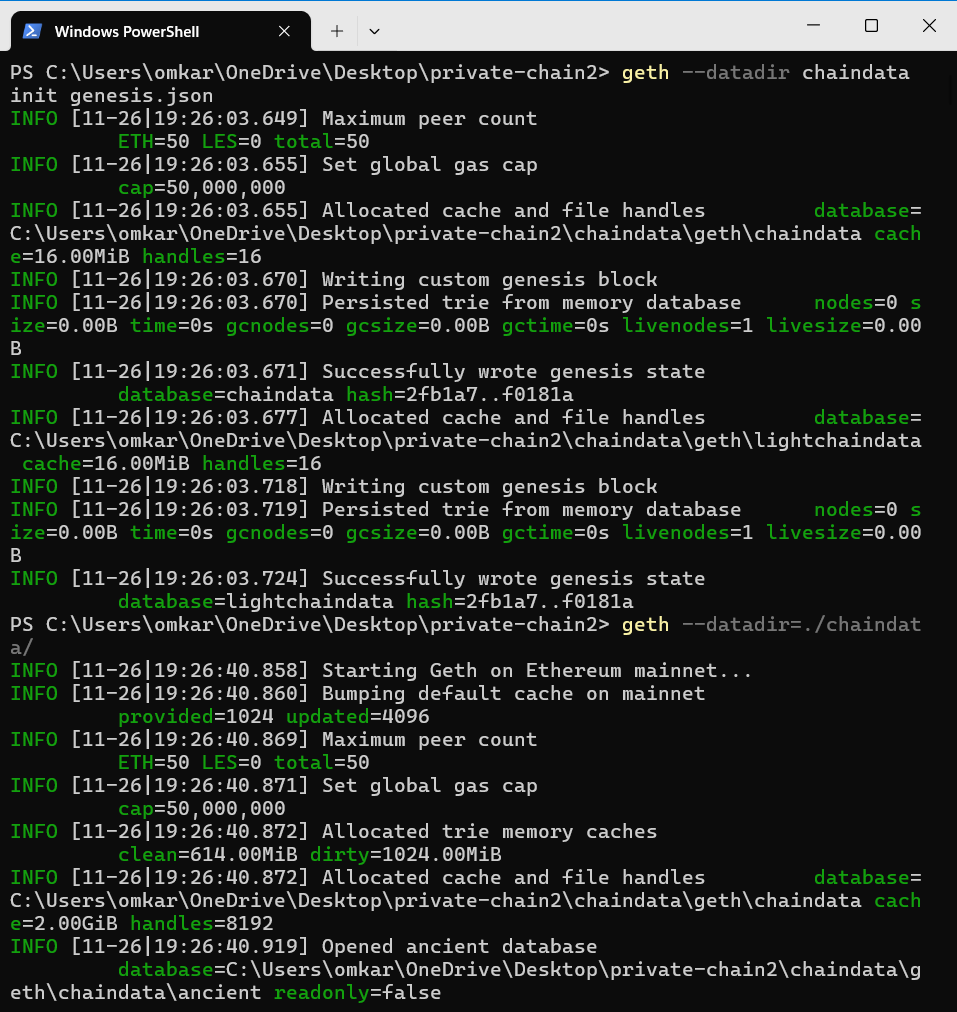 Windows PowerShell
PS C:\Users\omkar\OneDrive\Desktop\private-chain2> geth --datadir chaindata
init genesis.json
INFO [11-26|19:26:03.649] Maximum peer count
ETH=50 LES=0 total=50
INFO [11-26|19:26:03.655] Set global gas cap
cap=50,000,000
INFO [11-26|19:26:03.655] Allocated cache and file handles database=
C:\Users\omkar\OneDrive\Desktop\private-chain2\chaindata\geth\chaindata cach
e=16.00MiB handles=16
INFO [11-26|19:26:03.670] Writing custom genesis block
INFO [11-26|19:26:03.670] Persisted trie from memory database nodes=0 s
ize=0.00B time=0s gcnodes=0 gcsize=0.00B gctime=0s livenodes=1 livesize=0.00
B
INFO [11-26|19:26:03.671] Successfully wrote genesis state
database=chaindata hash=2fb1a7..f0181a
INFO [11-26|19:26:03.677] Allocated cache and file handles database=
C:\Users\omkar\OneDrive\Desktop\private-chain2\chaindata\geth\lightchaindata
cache=16.00MiB handles=16
INFO [11-26|19:26:03.718] Writing custom genesis block
INFO [11-26|19:26:03.719] Persisted trie from memory database nodes=0 s
ize=0.00B time=0s gcnodes=0 gcsize=0.00B gctime=0s livenodes=1 livesize=0.00
B
INFO [11-26|19:26:03.724] Successfully wrote genesis state
database=lightchaindata hash=2fb1a7..f0181a
PS C:\Users\omkar\OneDrive\Desktop\private-chain2> geth --datadir=./chaindat
a/
INFO [11-26|19:26:40.858] Starting Geth on Ethereum mainnet...
INFO [11-26|19:26:40.860] Bumping default cache on mainnet
provided=1024 updated=4096
INFO [11-26|19:26:40.869] Maximum peer count
ETH=50 LES=0 total=50
INFO [11-26|19:26:40.871] Set global gas cap
cap=50,000,000
INFO [11-26|19:26:40.872] Allocated trie memory caches
clean=614.00MiB dirty=1024.00MiB
INFO [11-26|19:26:40.872] Allocated cache and file handles database=
C:\Users\omkar\OneDrive\Desktop\private-chain2\chaindata\geth\chaindata cach
e=2.00GiB handles=8192
INFO [11-26|19:26:40.919] Opened ancient database
database=C:\Users\omkar\OneDrive\Desktop\private-chain2\chaindata\g
eth\chaindata\ancient readonly=false